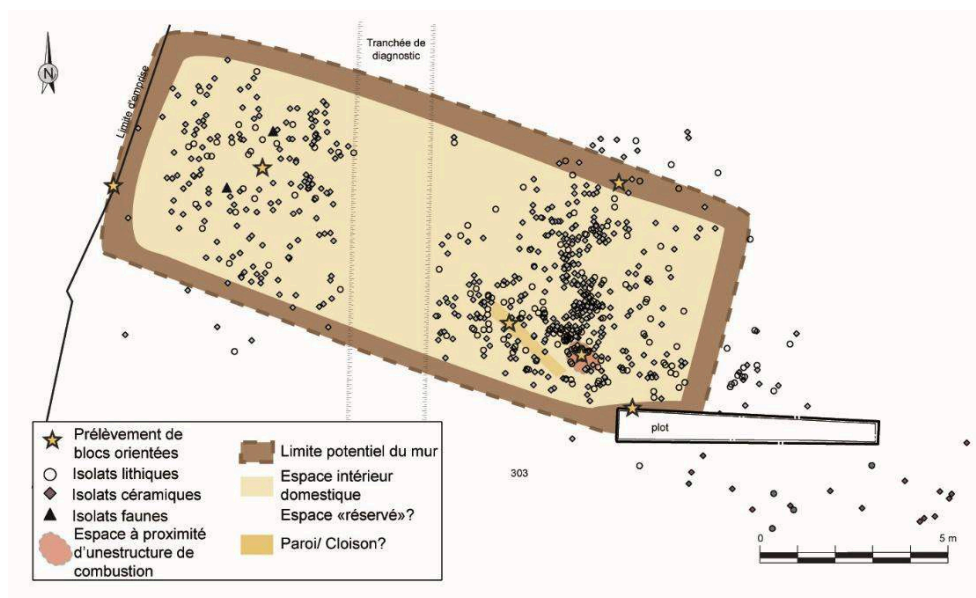 Tranchée de
diagnostic
N
Limite d'emprise
plot
303
Prélèvement de
blocs orientées
Isolats lithiques
Isolats céramiques
Isolats faunes
Espace à proximité
d'unestructure de
combustion
Limite potentiel du mur
Espace intérieur
domestique
Espace «réservé»?
Paroi/ Cloison?
0 5 m